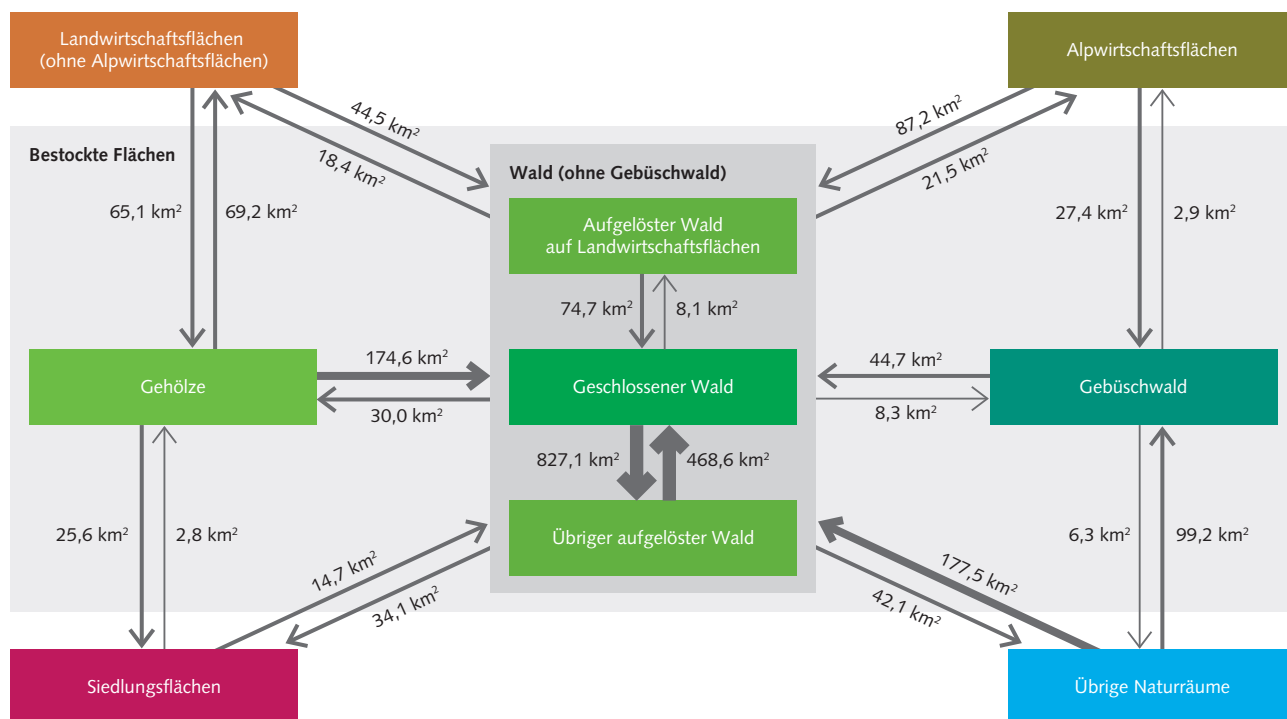 Landwirtschaftsflächen
(ohne Alpwirtschaftsflächen)
Alpwirtschaftsflächen
44,5 km²
18,4 km²
87,2 km²
21,5 km²
Bestockte Flächen
Wald (ohne Gebüschwald)
65,1 km²
69,2 km²
27,4 km²
2,9 km²
Aufgelöster Wald
auf Landwirtschaftsflächen
74,7 km²
8,1 km²
174,6 km²
44,7 km²
Gehölze
Geschlossener Wald
Gebüschwald
30,0 km²
8,3 km²
827,1 km²
468,6 km²
25,6 km²
2,8 km²
Übriger aufgelöster Wald
6,3 km²
99,2 km²
14,7 km²
34,1 km²
177,5 km²
42,1 km²
Siedlungsflächen
Übrige Naturräume